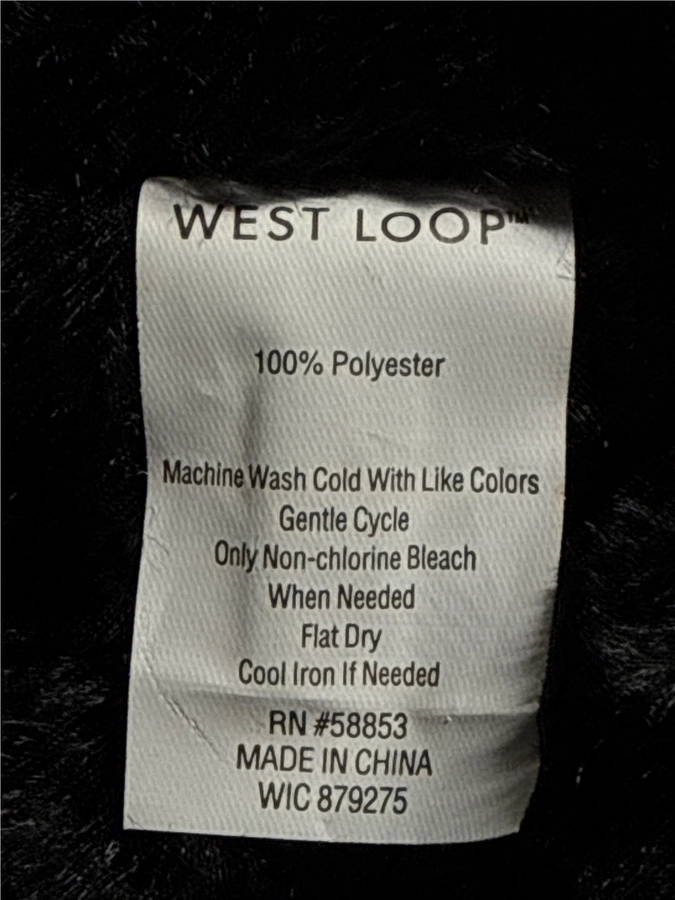 WEST LOOP™
100% Polyester
Machine Wash Cold With Like Colors
Gentle Cycle
Only Non-chlorine Bleach
When Needed
Flat Dry
Cool Iron If Needed
RN #58853
MADE IN CHINA
WIC 879275